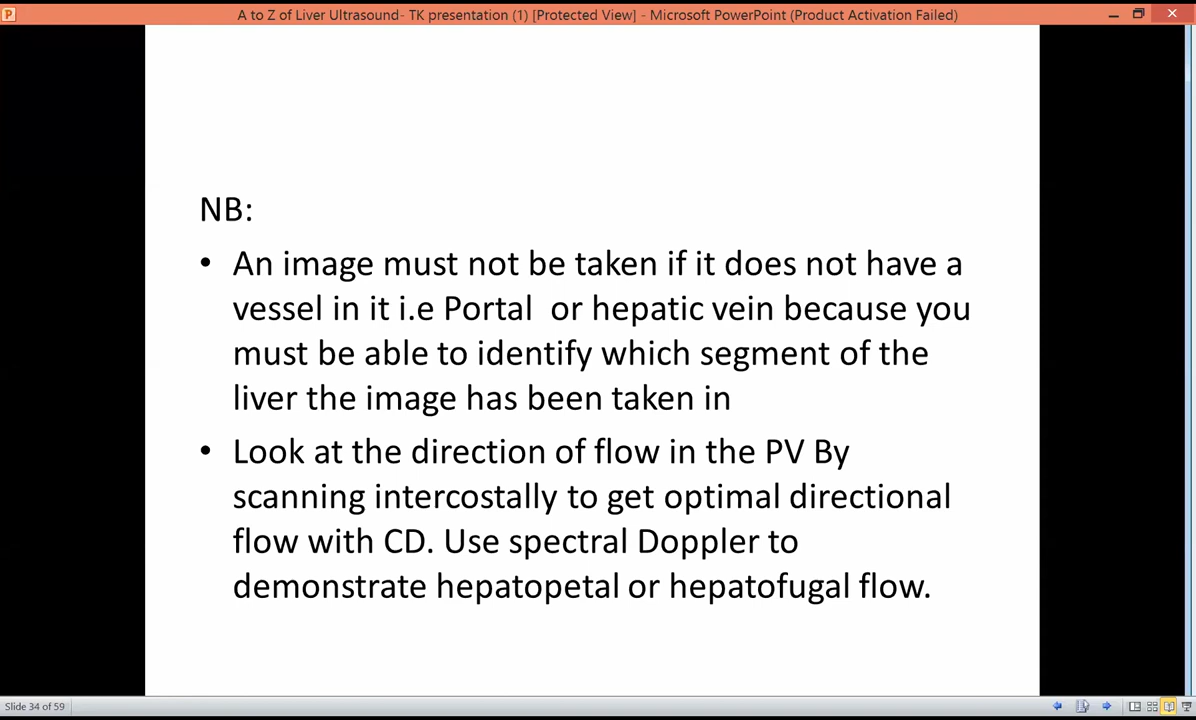 A to Z of Liver Ultrasound- TK presentation (1) [Protected View] - Microsoft PowerPoint (Product Activation Failed)
NB:
• An image must not be taken if it does not have a
vessel in it i.e Portal or hepatic vein because you
must be able to identify which segment of the
liver the image has been taken in
• Look at the direction of flow in the PV By
scanning intercostally to get optimal directional
flow with CD. Use spectral Doppler to
demonstrate hepatopetal or hepatofugal flow.
Slide 34 of 59